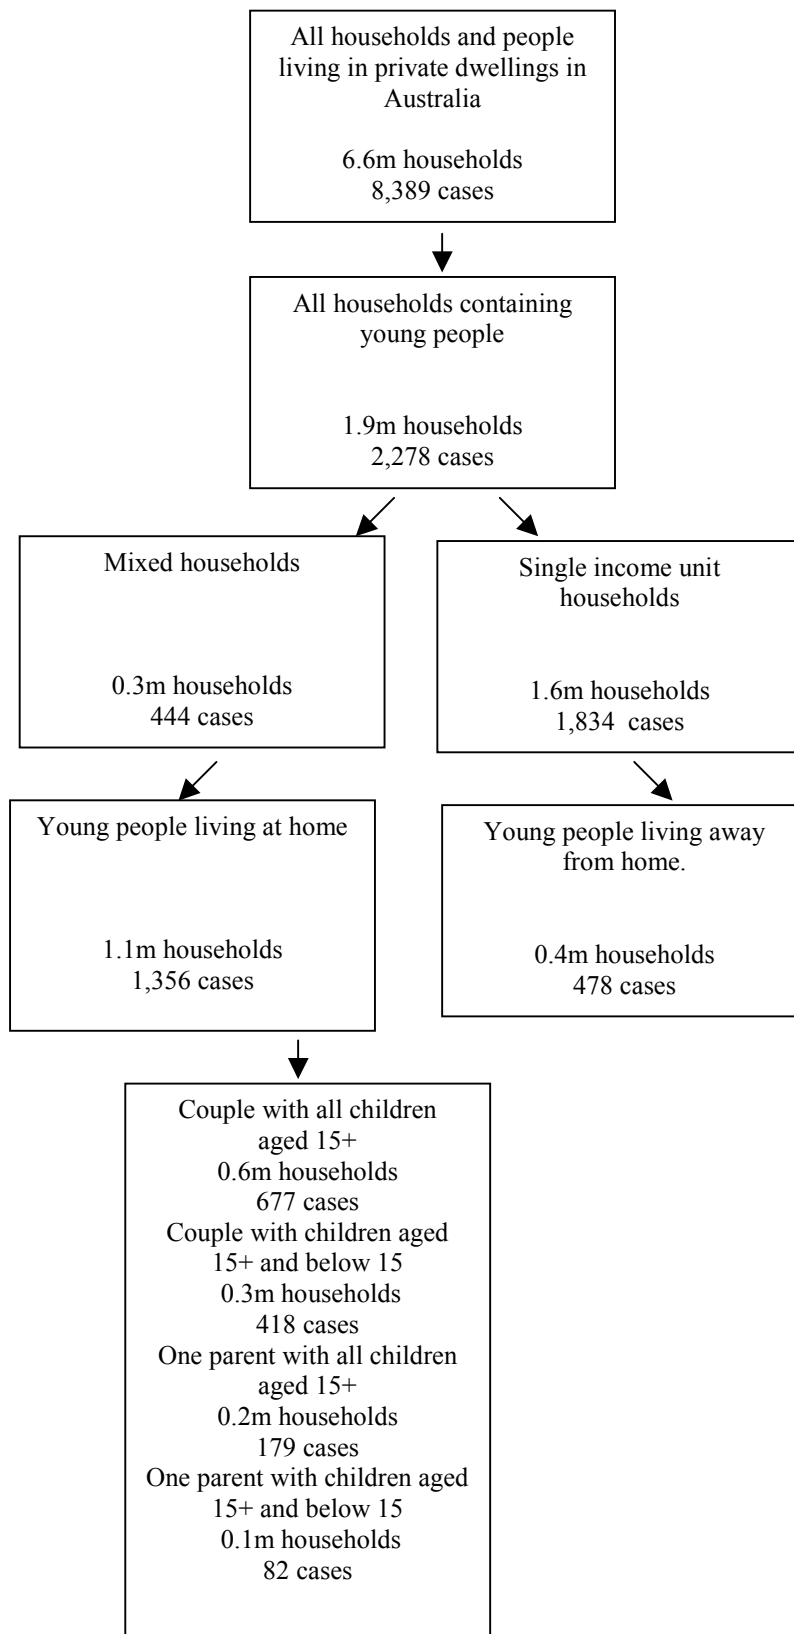 All households and people
living in private dwellings in
Australia
6.6m households
8,389 cases
All households containing
young people
1.9m households
2,278 cases
Mixed households
0.3m households
444 cases
Single income unit
households
1.6m households
1,834 cases
Young people living at home
1.1m households
1,356 cases
Young people living away
from home.
0.4m households
478 cases
Couple with all children
aged 15+
0.6m households
677 cases
Couple with children aged
15+ and below 15
0.3m households
418 cases
One parent with all children
aged 15+
0.2m households
179 cases
One parent with children aged
15+ and below 15
0.1m households
82 cases